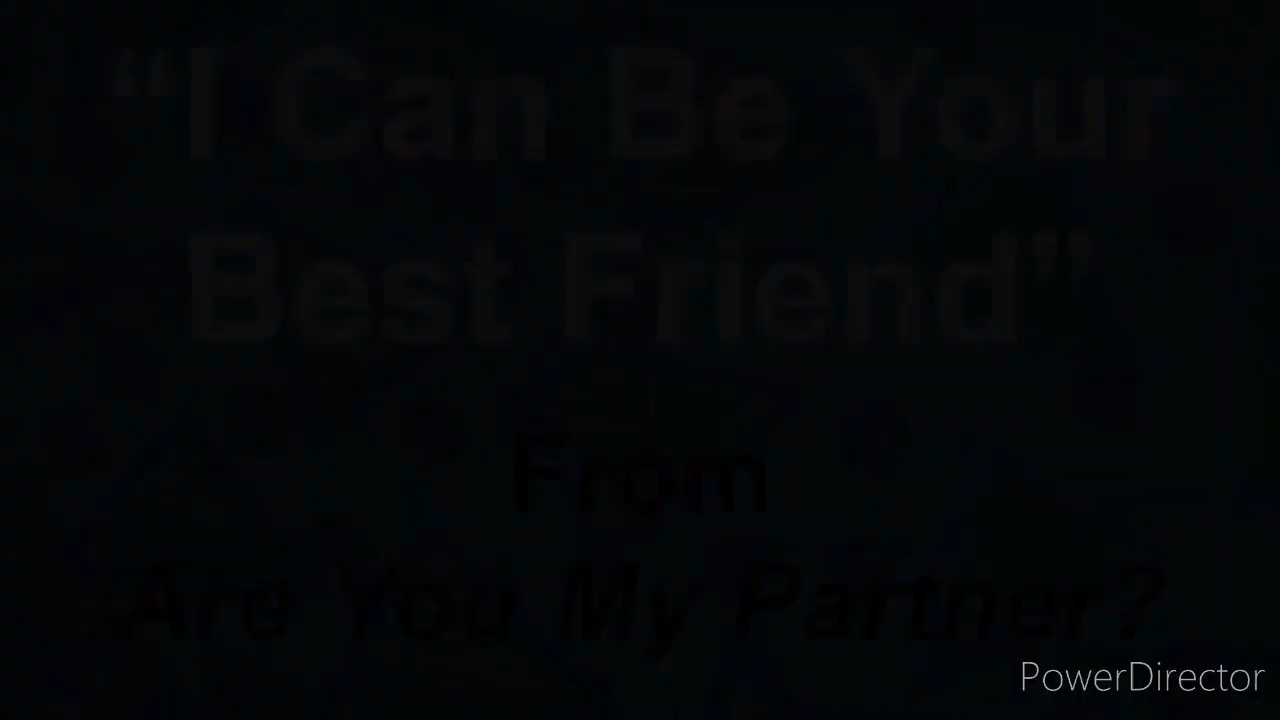 “I Can Be Your
Best Friend”
From
Are You My Partner?
PowerDirector